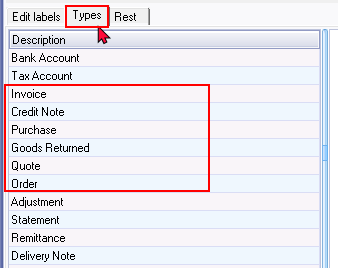 Edit labels Types Rest
Description
Bank Account
Tax Account
Invoice
Credit Note
Purchase
Goods Returned
Quote
Order
Adjustment
Statement
Remittance
Delivery Note